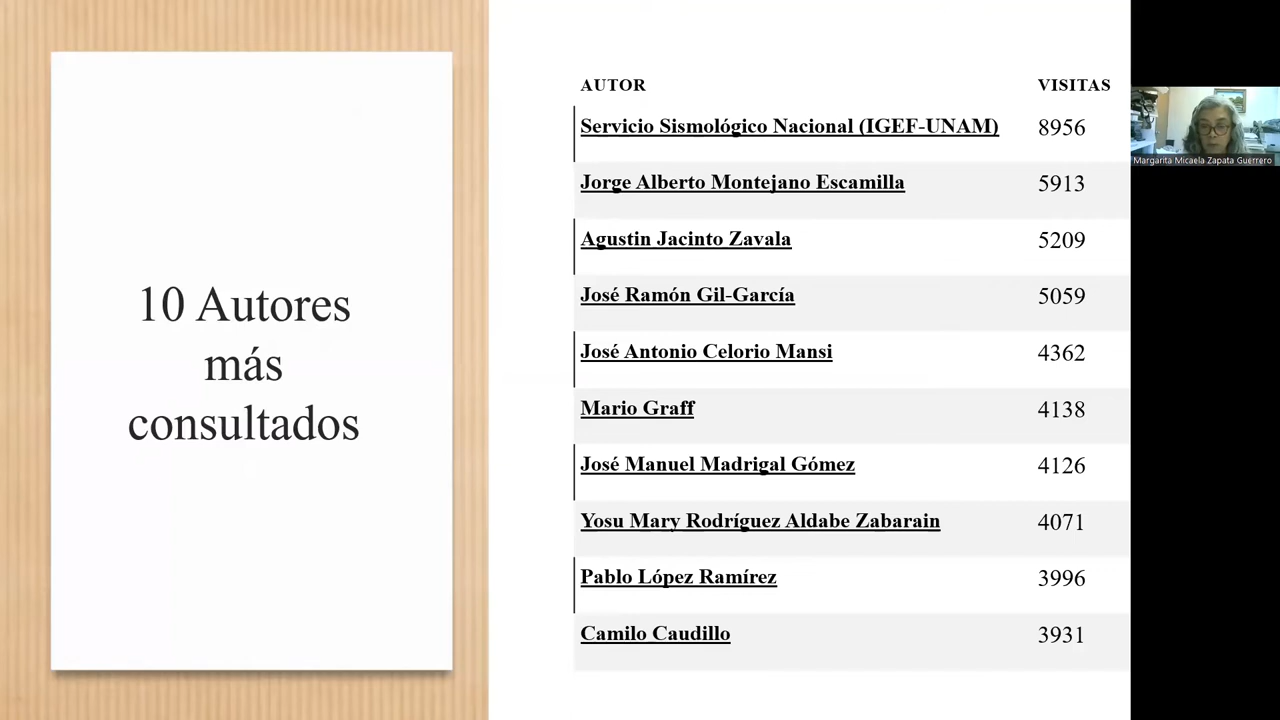 10 Autores
más
consultados
AUTOR VISITAS
Servicio Sismológico Nacional (IGEF-UNAM) 8956
Jorge Alberto Montejano Escamilla 5913
Agustin Jacinto Zavala 5209
José Ramón Gil-García 5059
José Antonio Celorio Mansi 4362
Mario Graff 4138
José Manuel Madrigal Gómez 4126
Yosu Mary Rodríguez Aldabe Zabarain 4071
Pablo López Ramírez 3996
Camilo Caudillo 3931
Margarita Micaela Zapata Guerrero